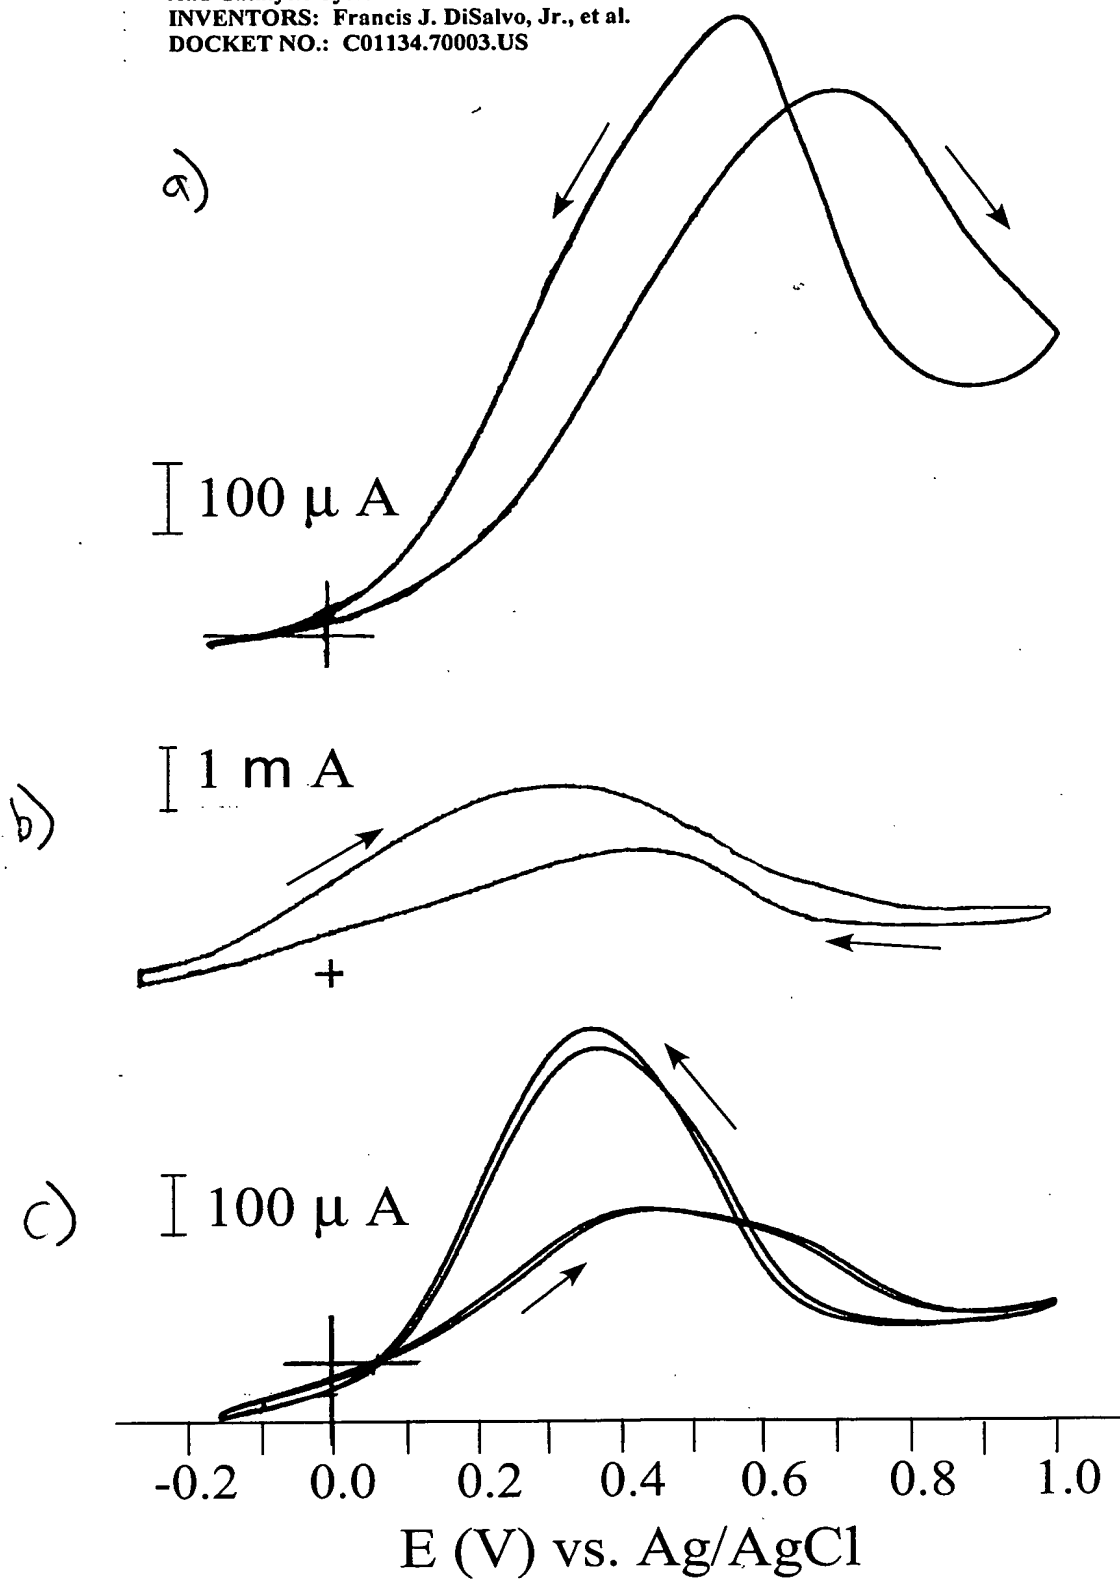 INVENTORS: Francis J. DiSalvo, Jr., et al.
DOCKET NO.: C01134.70003.US
a)
100 μ A
1 m A
b)
100 μ A
c)
-0.2 0.0 0.2 0.4 0.6 0.8 1.0
E (V) vs. Ag/AgCl